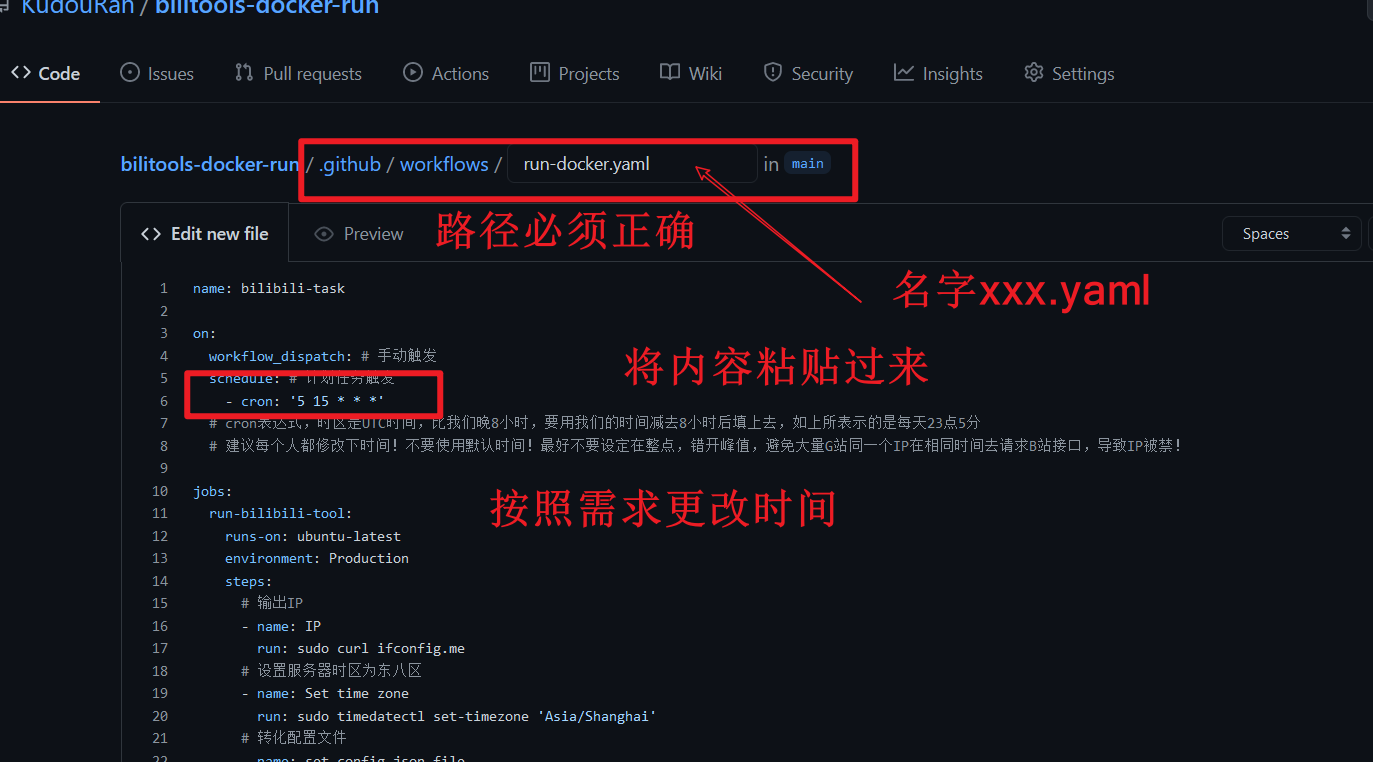 KudouRan / bilitools-docker-run
Code Issues Pull requests Actions Projects Wiki Security Insights Settings
bilitools-docker-run / .github / workflows / run-docker.yaml in main
Edit new file Preview 路径必须正确 Spaces
名字xxx.yaml
1 name: bilibili-task
2
3 on:
4 workflow_dispatch: # 手动触发
将内容粘贴过来
5 schedule: # 计划任务触发
6 - cron: '5 15 * * *'
7 # cron表达式，时区是UTC时间，比我们晚8小时，要用我们的时间减去8小时后填上去，如上所表示的是每天23点5分
8 # 建议每个人都修改下时间！不要使用默认时间！最好不要设定在整点，错开峰值，避免大量G站同一个IP在相同时间去请求B站接口，导致IP被禁！
9
10 jobs:
按照需求更改时间
11 run-bilibili-tool:
12 runs-on: ubuntu-latest
13 environment: Production
14 steps:
15 # 输出IP
16 - name: IP
17 run: sudo curl ifconfig.me
18 # 设置服务器时区为东八区
19 - name: Set time zone
20 run: sudo timedatectl set-timezone 'Asia/Shanghai'
21 # 转化配置文件
22 name: set config json file